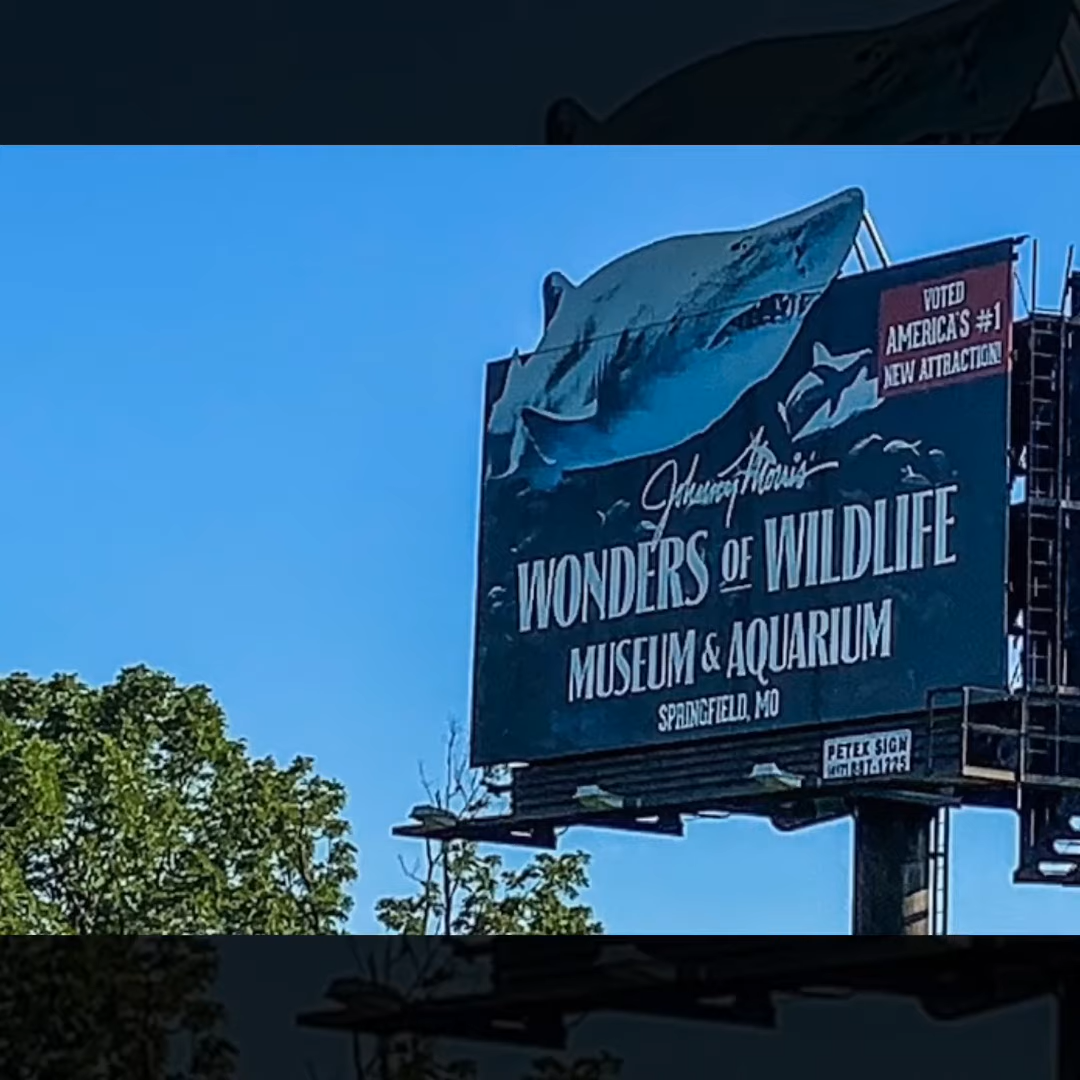 VOTED
AMERICA'S #1
NEW ATTRACTION!
Johnny Morris'
WONDERS OF WILDLIFE
MUSEUM & AQUARIUM
SPRINGFIELD, MO
PETEX SIGN